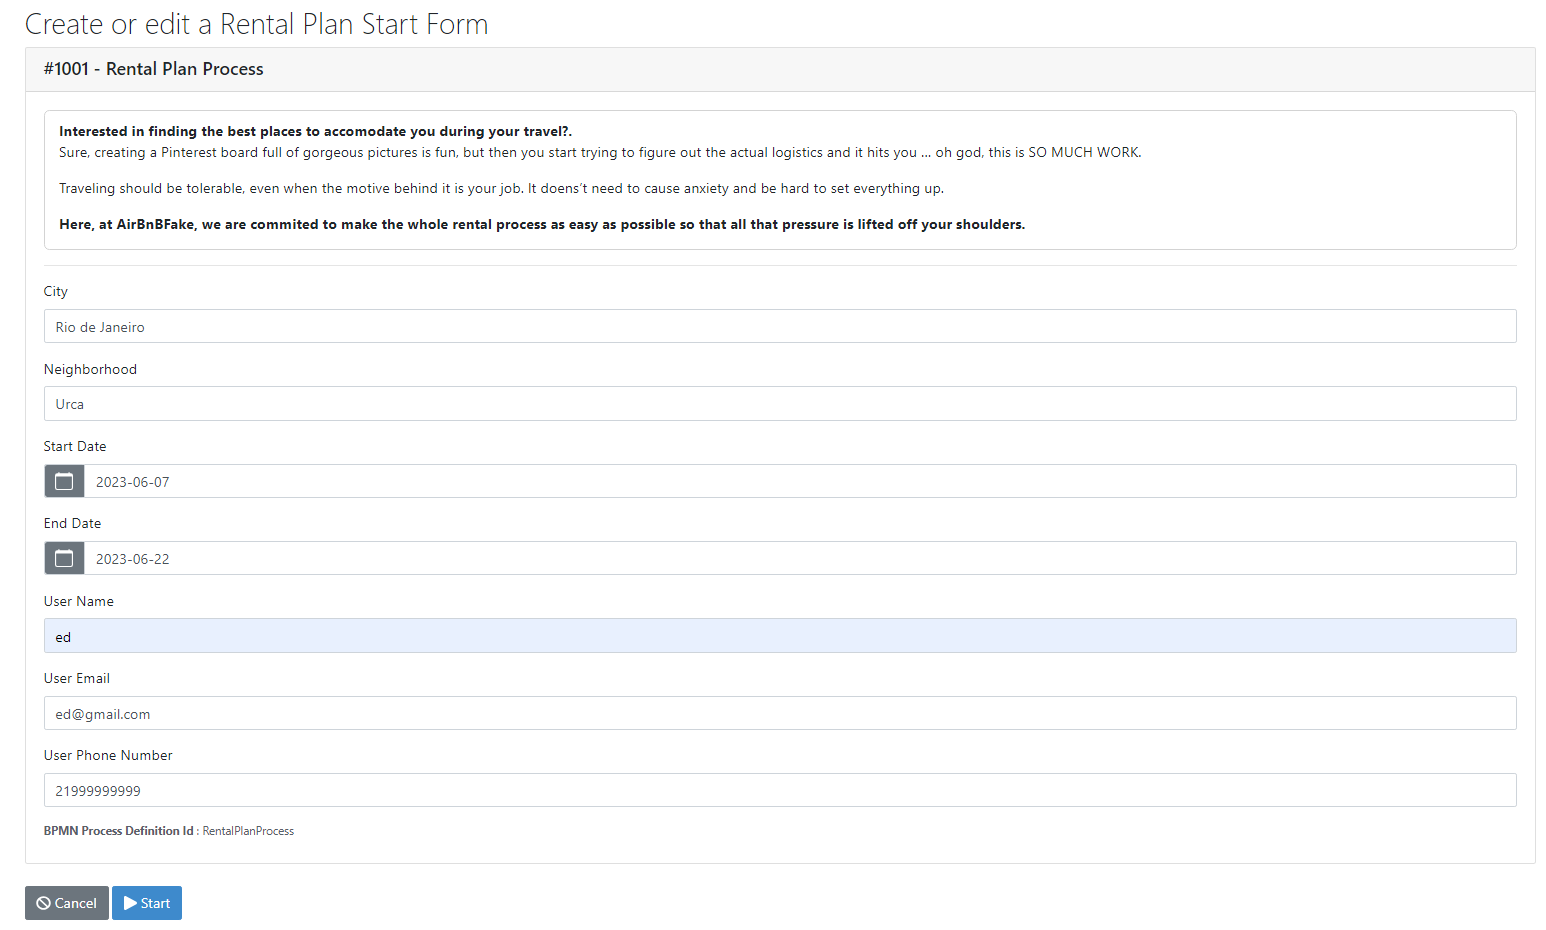 Create or edit a Rental Plan Start Form
#1001 - Rental Plan Process
Interested in finding the best places to accomodate you during your travel?.
Sure, creating a Pinterest board full of gorgeous pictures is fun, but then you start trying to figure out the actual logistics and it hits you ... oh god, this is SO MUCH WORK.
Traveling should be tolerable, even when the motive behind it is your job. It doens't need to cause anxiety and be hard to set everything up.
Here, at AirBnBFake, we are commited to make the whole rental process as easy as possible so that all that pressure is lifted off your shoulders.
City
Rio de Janeiro
Neighborhood
Urca
Start Date
2023-06-07
End Date
2023-06-22
User Name
ed
User Email
ed@gmail.com
User Phone Number
21999999999
BPMN Process Definition Id : RentalPlanProcess
Cancel Start